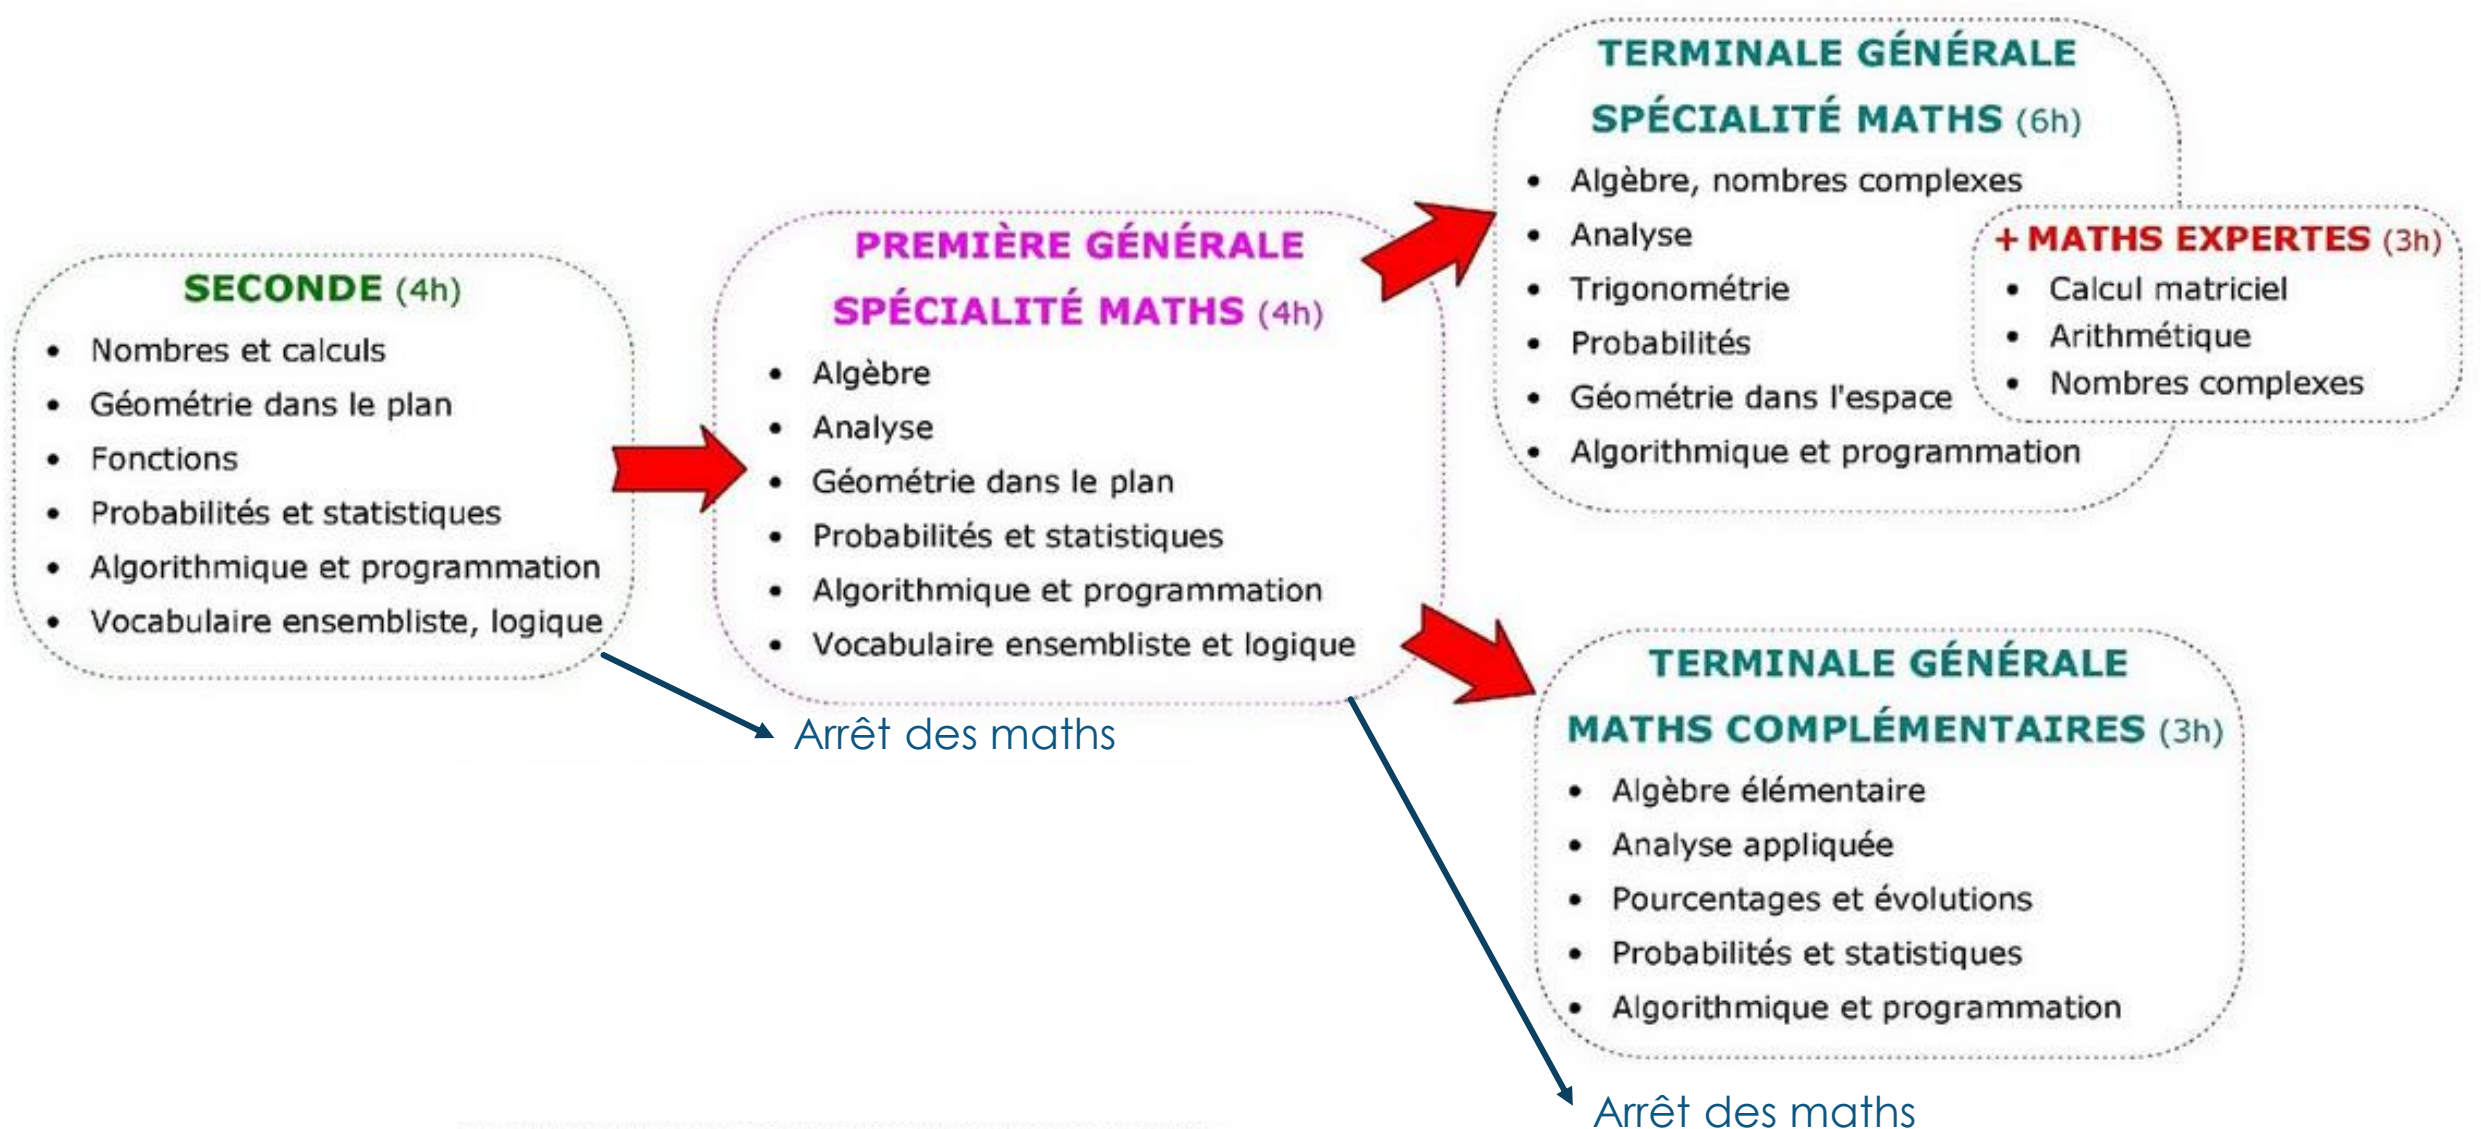 SECONDE (4h)
• Nombres et calculs
• Géométrie dans le plan
• Fonctions
• Probabilités et statistiques
• Algorithmique et programmation
• Vocabulaire ensembliste, logique
Arrêt des maths
PREMIÈRE GÉNÉRALE
SPÉCIALITÉ MATHS (4h)
• Algèbre
• Analyse
• Géométrie dans le plan
• Probabilités et statistiques
• Algorithmique et programmation
• Vocabulaire ensembliste et logique
Arrêt des maths
TERMINALE GÉNÉRALE
SPÉCIALITÉ MATHS (6h)
• Algèbre, nombres complexes
• Analyse
• Trigonométrie
• Probabilités
• Géométrie dans l'espace
• Algorithmique et programmation
+ MATHS EXPERTES (3h)
• Calcul matriciel
• Arithmétique
• Nombres complexes
TERMINALE GÉNÉRALE
MATHS COMPLÉMENTAIRES (3h)
• Algèbre élémentaire
• Analyse appliquée
• Pourcentages et évolutions
• Probabilités et statistiques
• Algorithmique et programmation